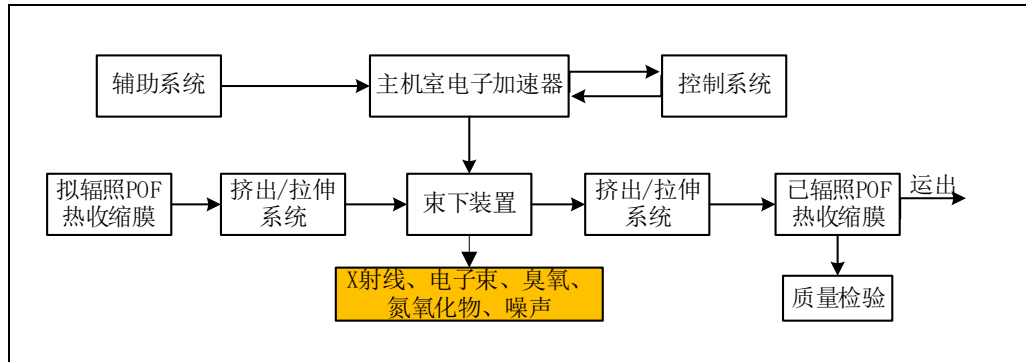 辅助系统
主机室电子加速器
控制系统
拟辐照POF
热收缩膜
挤出/拉伸
系统
束下装置
挤出/拉伸
系统
已辐照POF
热收缩膜
运出
X射线、电子束、臭氧、
氮氧化物、噪声
质量检验